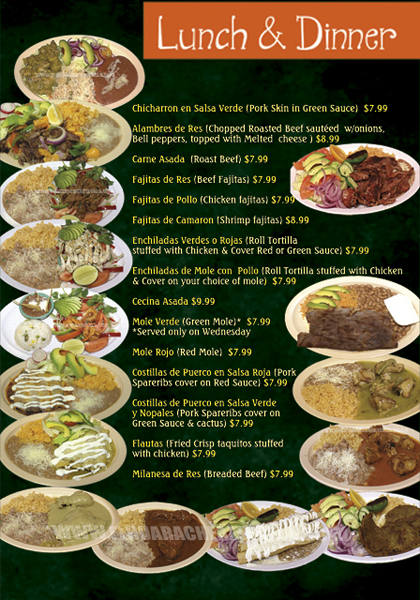 Lunch & Dinner
Chicharron en Salsa Verde (Pork Skin in Green Sauce) $7.99
Alambres de Res (Chopped Roasted Beef sautéed w/onions,
Bell peppers, topped with Melted cheese ) $8.99
Carne Asada (Roast Beef) $7.99
Fajitas de Res (Beef Fajitas) $7.99
Fajitas de Pollo (Chicken fajitas) $7.99
Fajitas de Camaron (Shrimp fajitas) $8.99
Enchiladas Verdes o Rojas (Roll Tortilla
stuffed with Chicken & Cover Red or Green Sauce) $7.99
Enchiladas de Mole con Pollo (Roll Tortilla stuffed with Chicken
& Cover on your choice of mole) $7.99
Cecina Asada $9.99
Mole Verde (Green Mole)* $7.99
*Served only on Wednesday
Mole Rojo (Red Mole) $7.99
Costillas de Puerco en Salsa Roja (Pork
Spareribs cover on Red Sauce) $7.99
Costillas de Puerco en Salsa Verde
y Nopales (Pork Spareribs cover on
Green Sauce & cactus) $7.99
Flautas (Fried Crisp taquitos stuffed
with chicken) $7.99
Milanesa de Res (Breaded Beef) $7.99